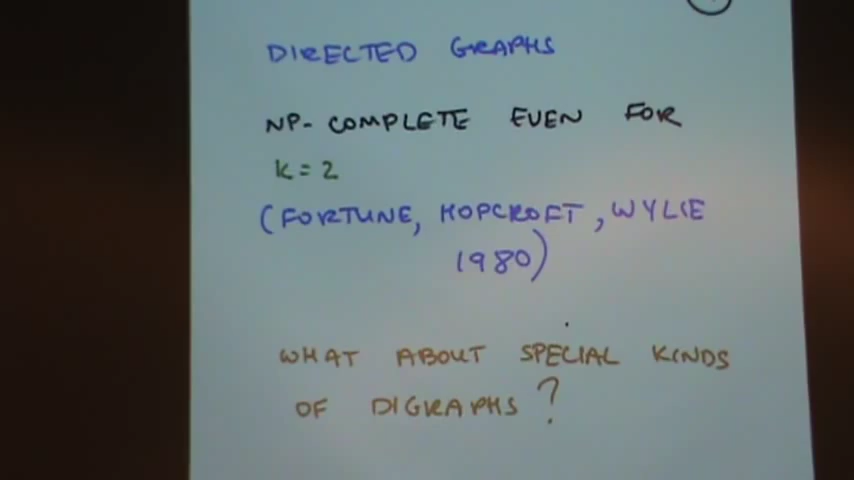 DIRECTED GRAPHS
NP-COMPLETE EVEN FOR
K=2
(FORTUNE, HOPCROFT, WYLIE
1980)
WHAT ABOUT SPECIAL KINDS
OF DIGRAPHS?